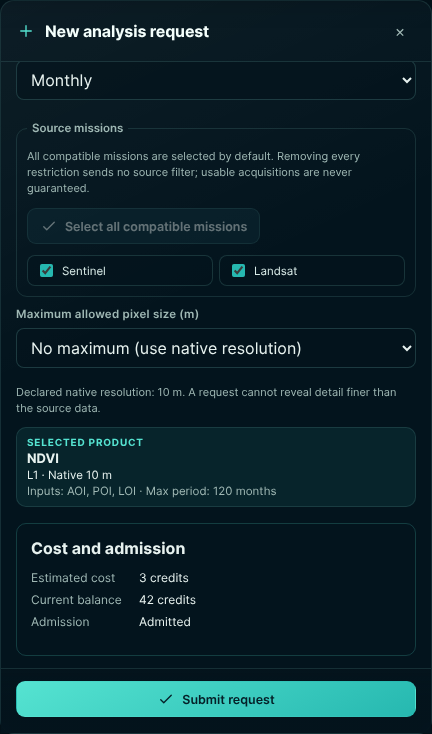 New analysis request
×
Monthly
Source missions
All compatible missions are selected by default. Removing every
restriction sends no source filter; usable acquisitions are never
guaranteed.
Select all compatible missions
Sentinel
Landsat
Maximum allowed pixel size (m)
No maximum (use native resolution)
Declared native resolution: 10 m. A request cannot reveal detail finer than
the source data.
SELECTED PRODUCT
NDVI
L1 · Native 10 m
Inputs: AOI, POI, LOI · Max period: 120 months
Cost and admission
Estimated cost 3 credits
Current balance 42 credits
Admission Admitted
Submit request